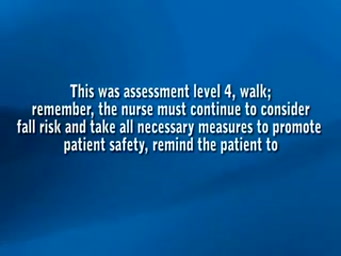 This was assessment level 4, walk;
remember, the nurse must continue to consider
fall risk and take all necessary measures to promote
patient safety, remind the patient to